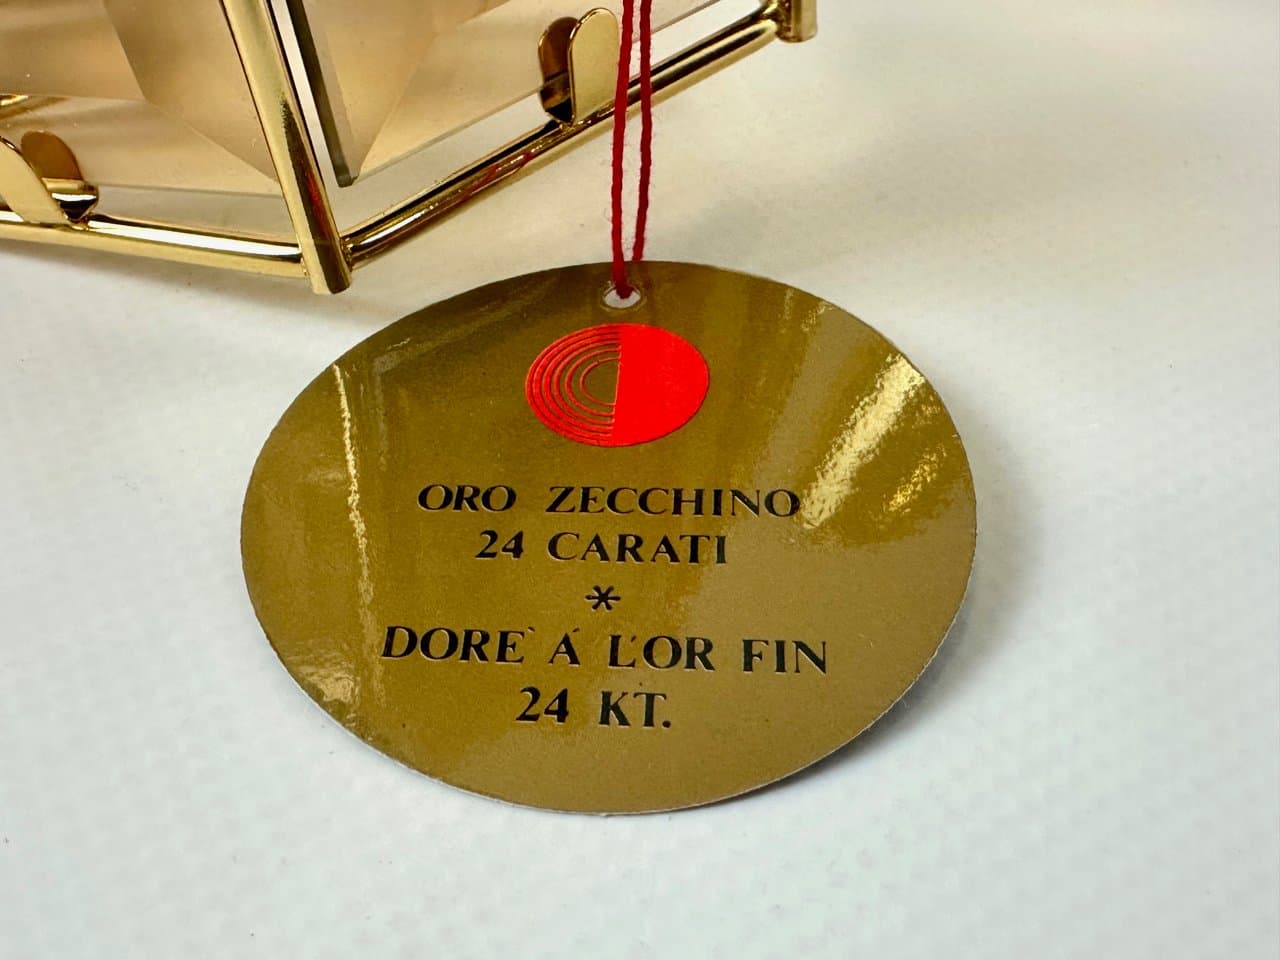 ORO ZECCHINO
24 CARATI
*
DORE` Á L'OR FIN
24 KT.